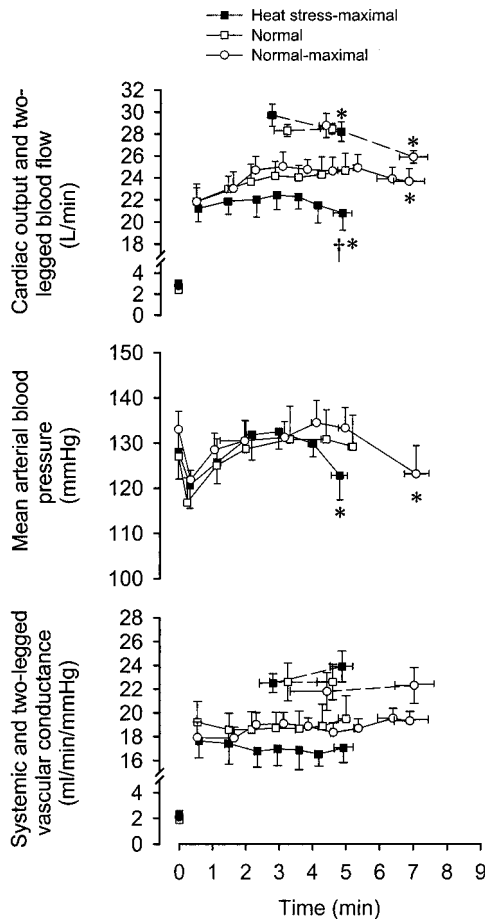 Heat stress-maximal
Normal
Normal-maximal
Cardiac output and two-
legged blood flow
(L/min)
32
30
28
26
24
22
20
18
4
2
0
*
*
*
†*
Mean arterial blood
pressure
(mmHg)
150
140
130
120
110
100
*
*
Systemic and two-legged
vascular conductance
(ml/min/mmHg)
28
26
24
22
20
18
16
4
2
0
0 1 2 3 4 5 6 7 8 9
Time (min)